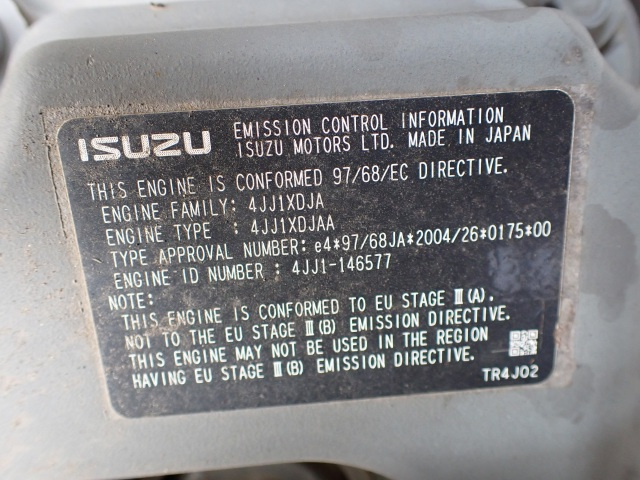 ISUZU EMISSION CONTROL INFORMATION
ISUZU MOTORS LTD. MADE IN JAPAN
THIS ENGINE IS CONFORMED 97/68/EC DIRECTIVE.
ENGINE FAMILY: 4JJ1XDJA
ENGINE TYPE : 4JJ1XDJAA
TYPE APPROVAL NUMBER: e4*97/68JA*2004/26*0175*00
ENGINE ID NUMBER : 4JJ1-146577
NOTE:
THIS ENGINE IS CONFORMED TO EU STAGE Ⅲ(A).
NOT TO THE EU STAGE Ⅲ(B) EMISSION DIRECTIVE.
THIS ENGINE MAY NOT BE USED IN THE REGION
HAVING EU STAGE Ⅲ(B) EMISSION DIRECTIVE.
TR4J02